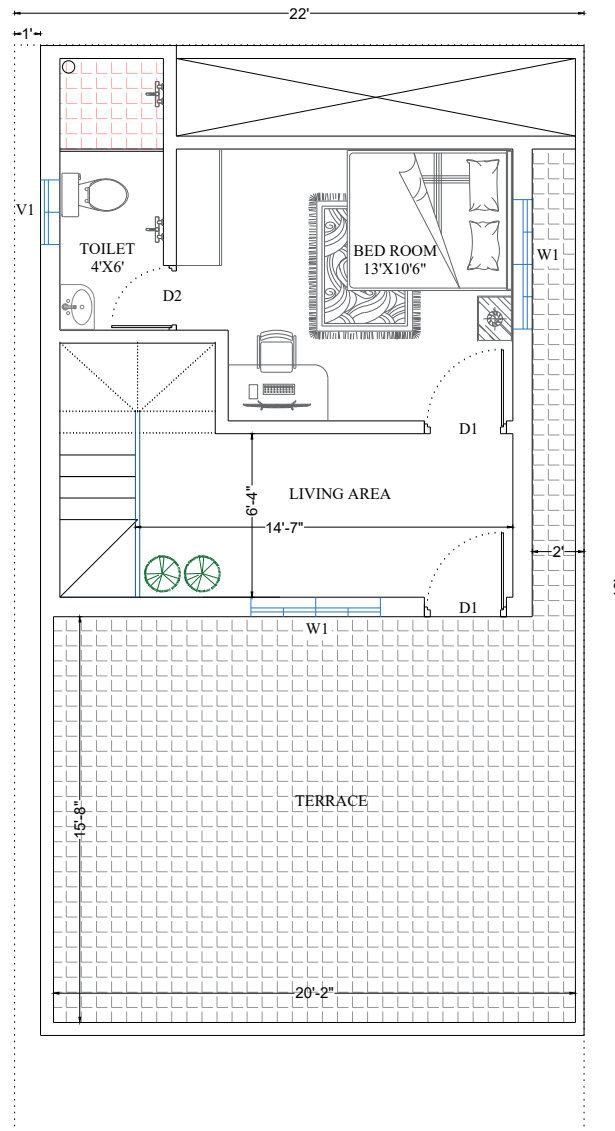 22'
1'
V1
TOILET
4'X6'
BED ROOM
13'X10'6"
W1
D2
D1
LIVING AREA
6'-4"
14'-7"
2'
D1
W1
TERRACE
15'-8"
20'-2"